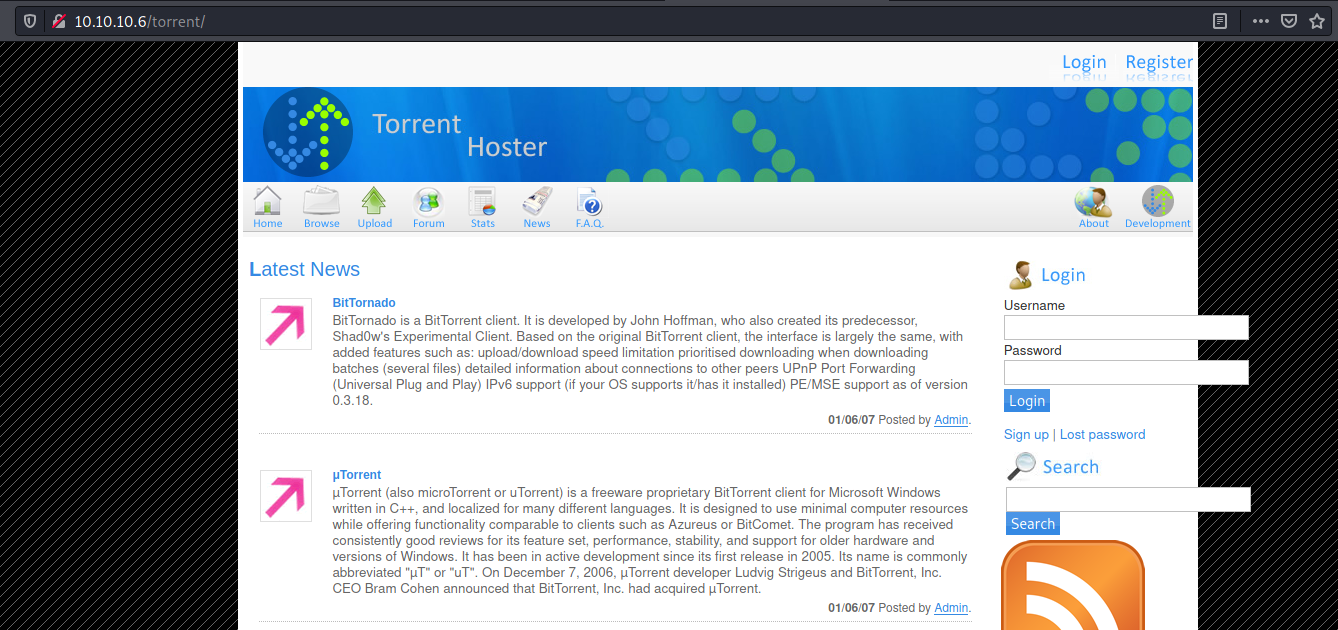 10.10.10.6/torrent/
Login Register
Torrent
Hoster
Home Browse Upload Forum Stats News F.A.Q. About Development
Latest News
BitTornado
BitTornado is a BitTorrent client. It is developed by John Hoffman, who also created its predecessor,
Shad0w's Experimental Client. Based on the original BitTorrent client, the interface is largely the same, with
added features such as: upload/download speed limitation prioritised downloading when downloading
batches (several files) detailed information about connections to other peers UPnP Port Forwarding
(Universal Plug and Play) IPv6 support (if your OS supports it/has it installed) PE/MSE support as of version
0.3.18.
01/06/07 Posted by Admin.
µTorrent
µTorrent (also microTorrent or uTorrent) is a freeware proprietary BitTorrent client for Microsoft Windows
written in C++, and localized for many different languages. It is designed to use minimal computer resources
while offering functionality comparable to clients such as Azureus or BitComet. The program has received
consistently good reviews for its feature set, performance, stability, and support for older hardware and
versions of Windows. It has been in active development since its first release in 2005. Its name is commonly
abbreviated "µT" or "uT". On December 7, 2006, µTorrent developer Ludvig Strigeus and BitTorrent, Inc.
CEO Bram Cohen announced that BitTorrent, Inc. had acquired µTorrent.
01/06/07 Posted by Admin.
Login
Username
Password
Login
Sign up | Lost password
Search
Search